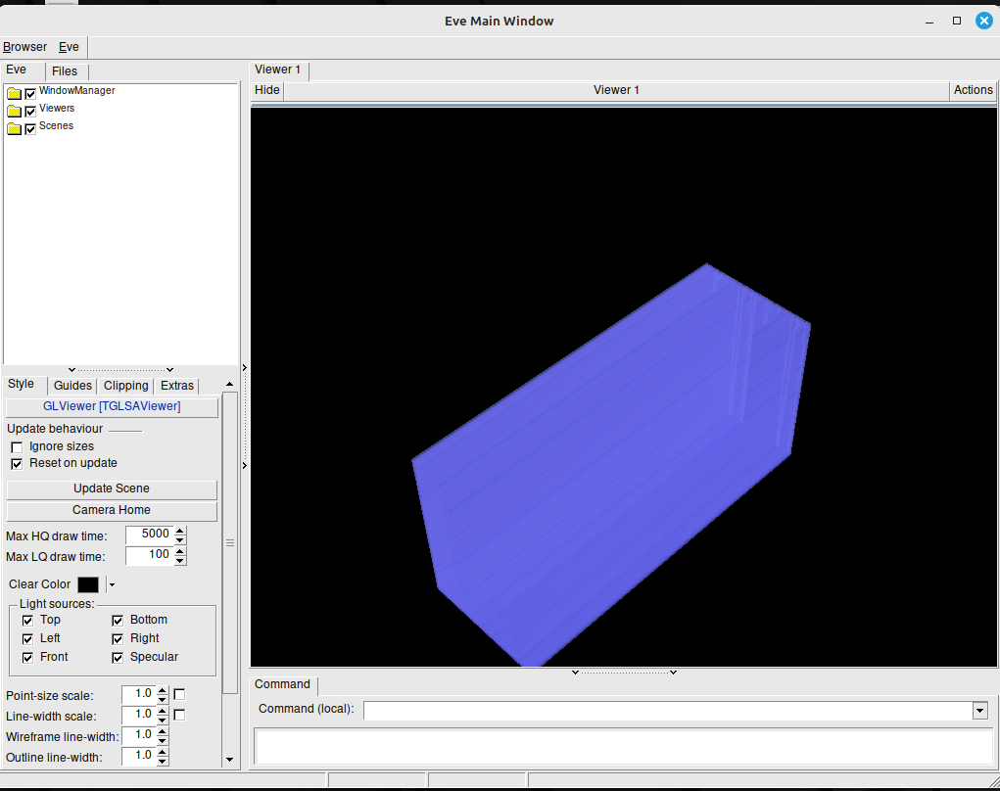 Eve Main Window
Browser Eve
Eve Files
WindowManager
Viewers
Scenes
Viewer 1
Hide Viewer 1 Actions
Style Guides Clipping Extras
GLViewer [TGLSAViewer]
Update behaviour
Ignore sizes
Reset on update
Update Scene
Camera Home
Max HQ draw time: 5000
Max LQ draw time: 100
Clear Color
Light sources:
Top Bottom
Left Right
Front Specular
Point-size scale: 1.0
Line-width scale: 1.0
Wireframe line-width: 1.0
Outline line-width: 1.0
Command
Command (local):